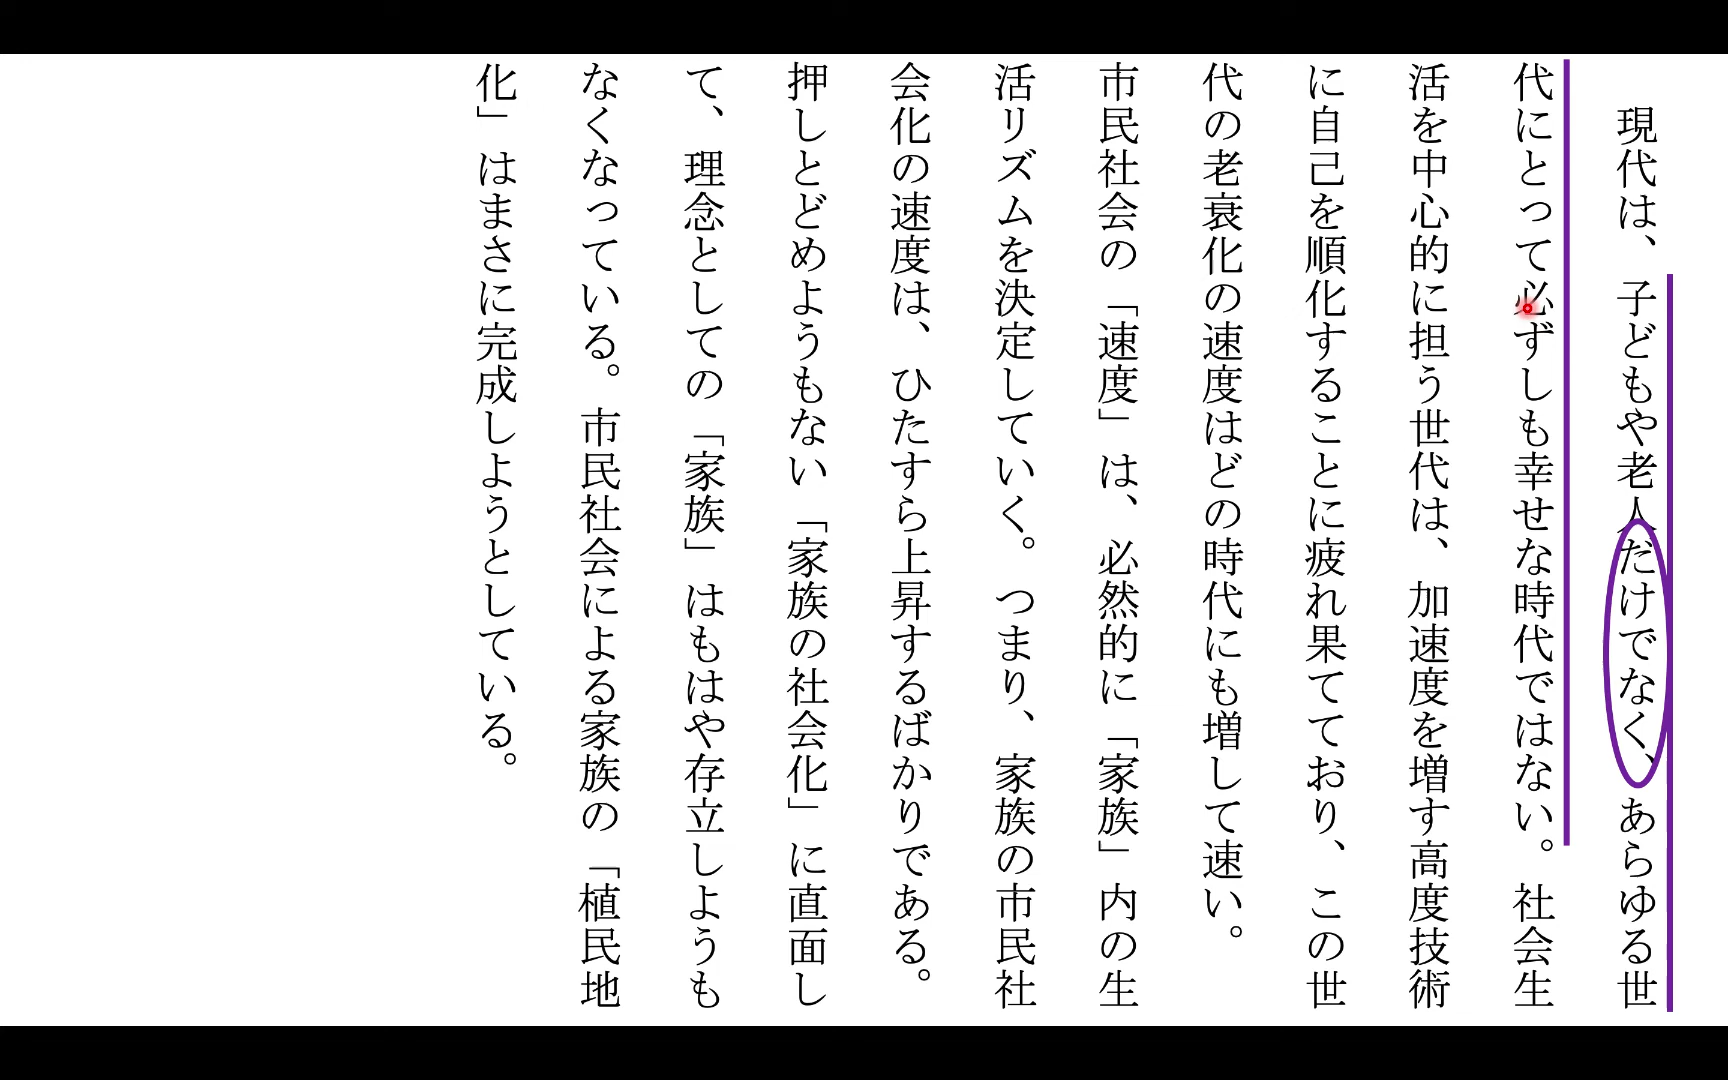 現代は、子どもや老人だけでなく、あらゆる世
代にとって必ずしも幸せな時代ではない。社会生
活を中心的に担う世代は、加速度を増す高度技術
に自己を順化することに疲れ果てており、この世
代の老衰化の速度はどの時代にも増して速い。
市民社会の「速度」は、必然的に「家族」内の生
活リズムを決定していく。つまり、家族の市民社
会化の速度は、ひたすら上昇するばかりである。
押しとどめようもない「家族の社会化」に直面し
て、理念としての「家族」はもはや存立しようも
なくなっている。市民社会による家族の「植民地
化」はまさに完成しようとしている。